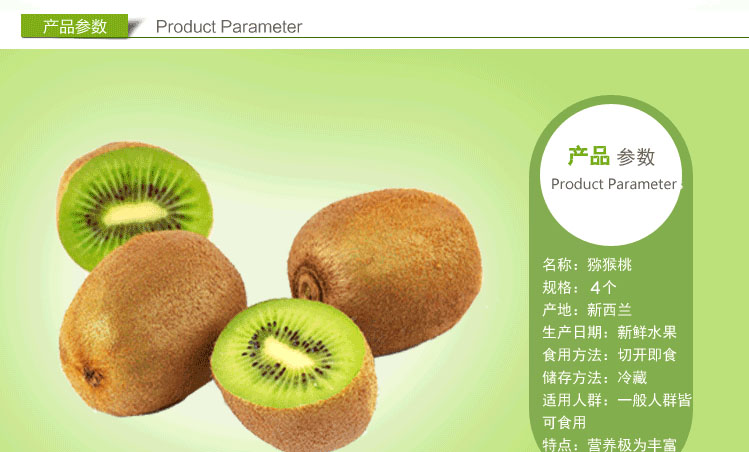 产品参数 Product Parameter
产品 参数
Product Parameter
名称：猕猴桃
规格： 4个
产地：新西兰
生产日期：新鲜水果
食用方法：切开即食
储存方法：冷藏
适用人群：一般人群皆
可食用
特点：营养极为丰富